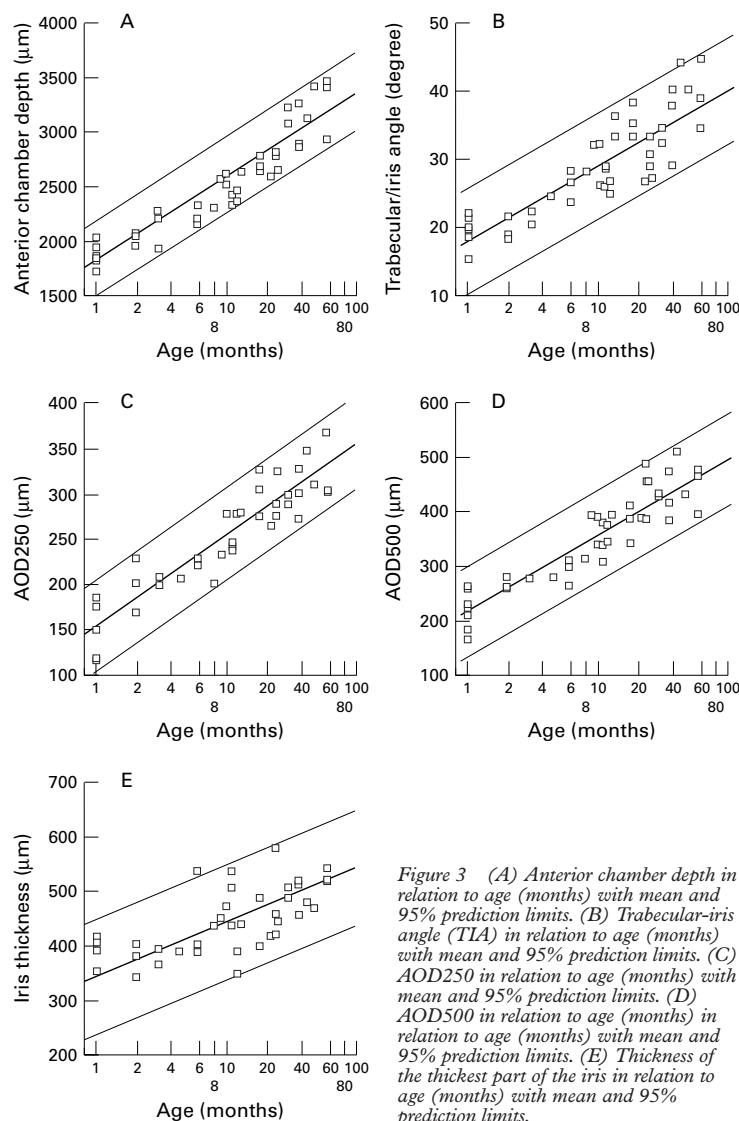 A
Anterior chamber depth (μm)
4000
3500
3000
2500
2000
1500
1 2 4 6 10 20 40 60 100
8 80
Age (months)
B
Trabecular/iris angle (degree)
50
40
30
20
10
1 2 4 6 10 20 40 60 100
8 80
Age (months)
C
AOD250 (μm)
400
350
300
250
200
150
100
1 2 4 6 10 20 40 60 100
8 80
Age (months)
D
AOD500 (μm)
600
500
400
300
200
100
1 2 4 6 10 20 40 60 100
8 80
Age (months)
E
Iris thickness (μm)
700
600
500
400
300
200
1 2 4 6 10 20 40 60 100
8 80
Age (months)
Figure 3 (A) Anterior chamber depth in
relation to age (months) with mean and
95% prediction limits. (B) Trabecular-iris
angle (TIA) in relation to age (months)
with mean and 95% prediction limits. (C)
AOD250 in relation to age (months) with
mean and 95% prediction limits. (D)
AOD500 in relation to age (months) in
relation to age (months) with mean and
95% prediction limits. (E) Thickness of
the thickest part of the iris in relation to
age (months) with mean and 95%
prediction limits.